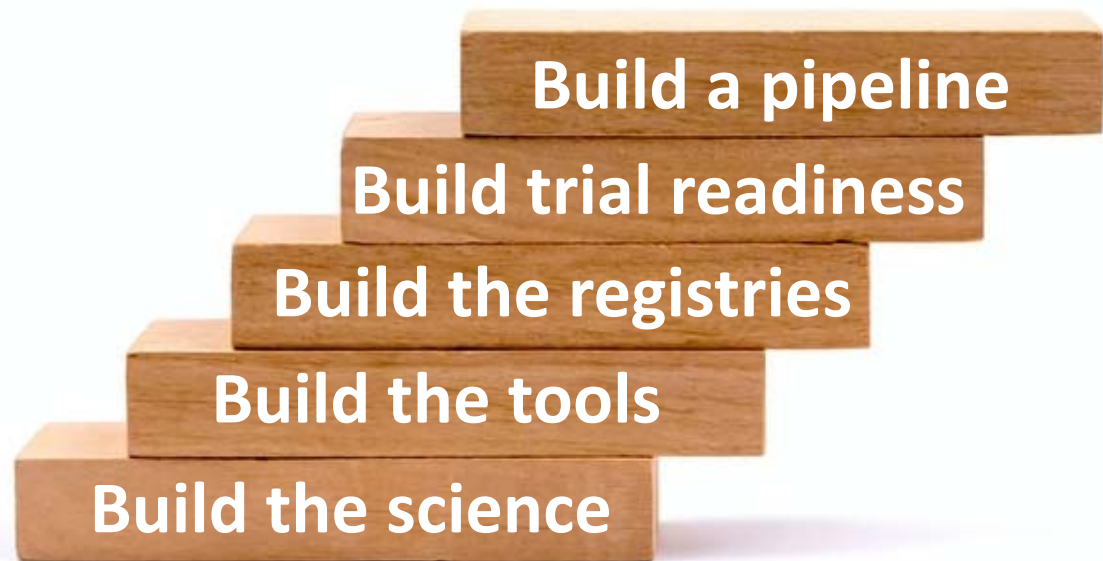 Build a pipeline
Build trial readiness
Build the registries
Build the tools
Build the science